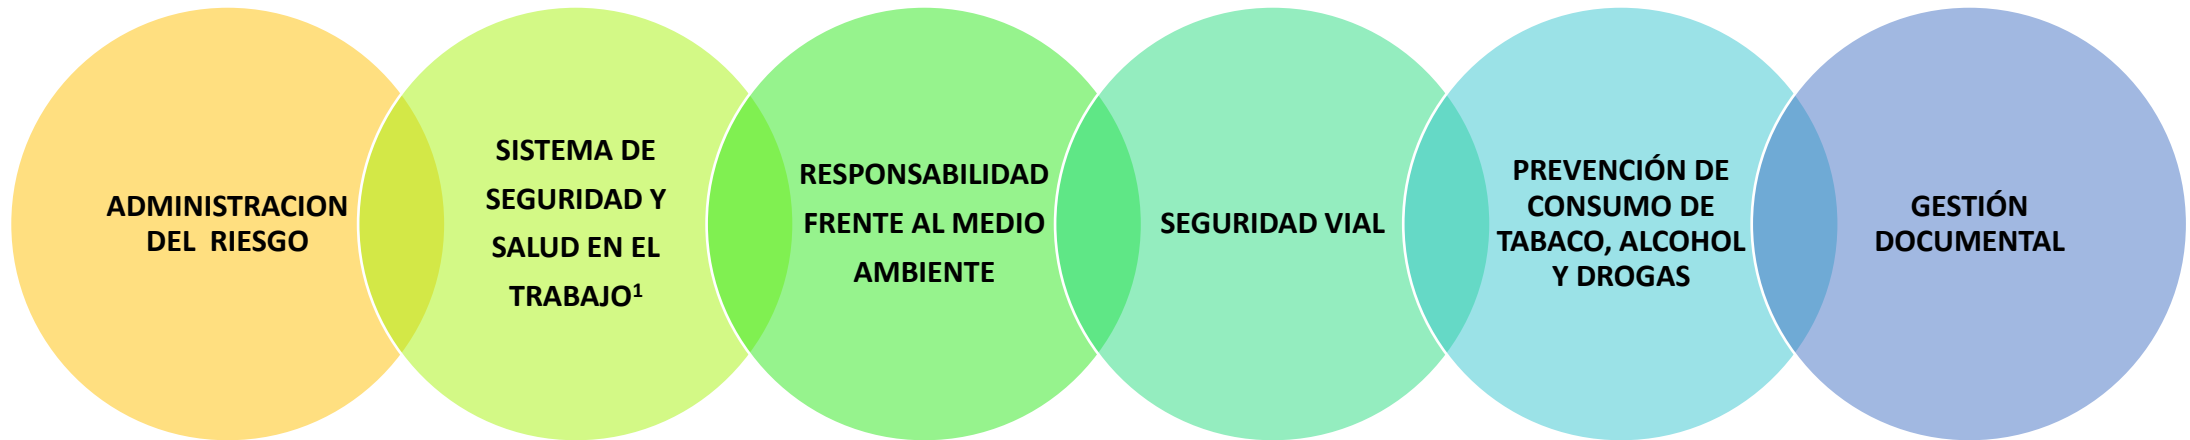 ADMINISTRACION
DEL  RIESGO
SISTEMA DE
SEGURIDAD Y
SALUD EN EL
TRABAJO¹
RESPONSABILIDAD
FRENTE AL MEDIO
AMBIENTE
SEGURIDAD VIAL
PREVENCIÓN DE
CONSUMO DE
TABACO, ALCOHOL
Y DROGAS
GESTIÓN
DOCUMENTAL